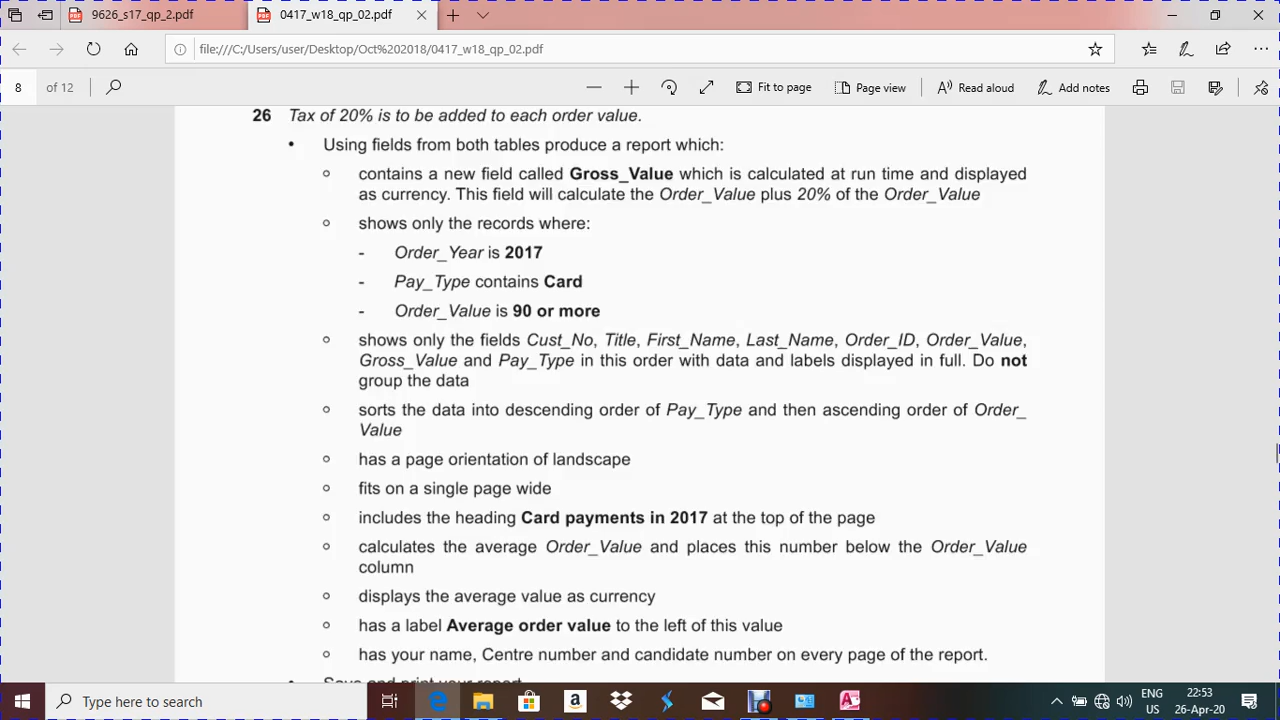 9626_s17_qp_2.pdf
0417_w18_qp_02.pdf
file:///C:/Users/user/Desktop/Oct%202018/0417_w18_qp_02.pdf
8 of 12
Fit to page
Page view
Read aloud
Add notes
26 Tax of 20% is to be added to each order value.
• Using fields from both tables produce a report which:
contains a new field called Gross_Value which is calculated at run time and displayed
as currency. This field will calculate the Order_Value plus 20% of the Order_Value
shows only the records where:
- Order_Year is 2017
- Pay_Type contains Card
- Order_Value is 90 or more
shows only the fields Cust_No, Title, First_Name, Last_Name, Order_ID, Order_Value,
Gross_Value and Pay_Type in this order with data and labels displayed in full. Do not
group the data
sorts the data into descending order of Pay_Type and then ascending order of Order_
Value
has a page orientation of landscape
fits on a single page wide
includes the heading Card payments in 2017 at the top of the page
calculates the average Order_Value and places this number below the Order_Value
column
displays the average value as currency
has a label Average order value to the left of this value
has your name, Centre number and candidate number on every page of the report.
• Save and print your report
Type here to search
ENG
US
22:53
26-Apr-20